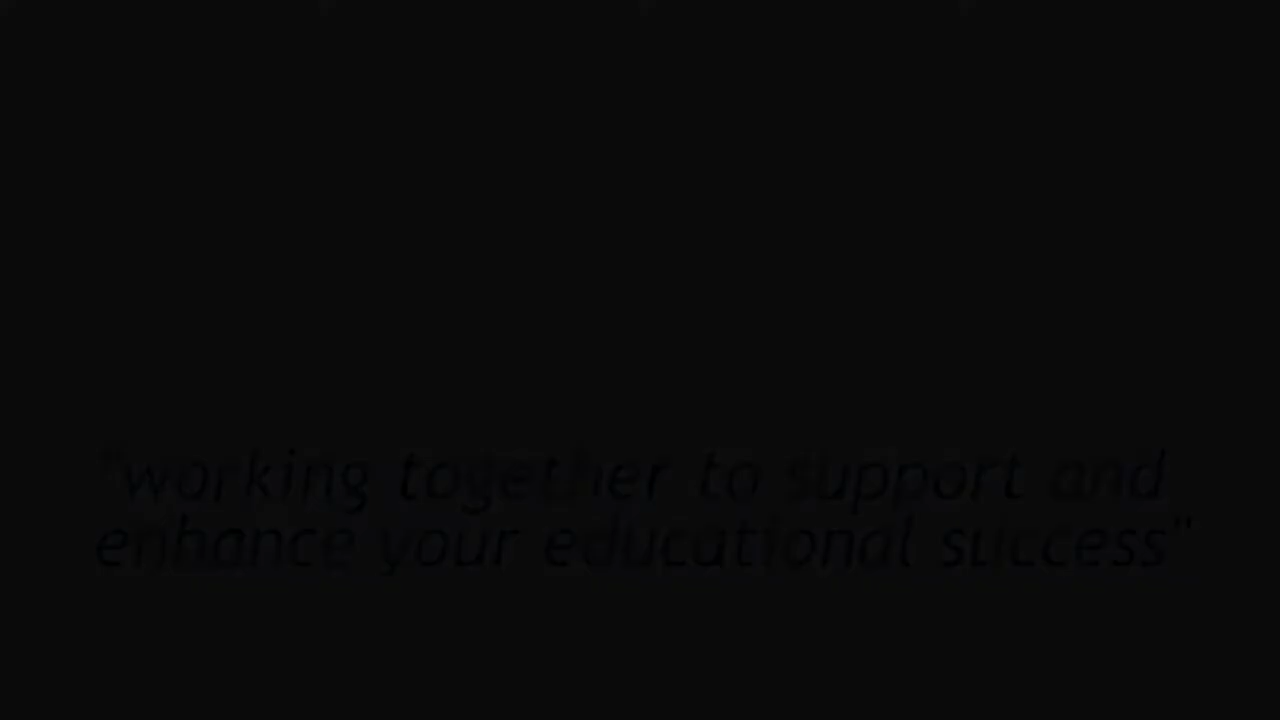 "working together to support and
enhance your educational success"